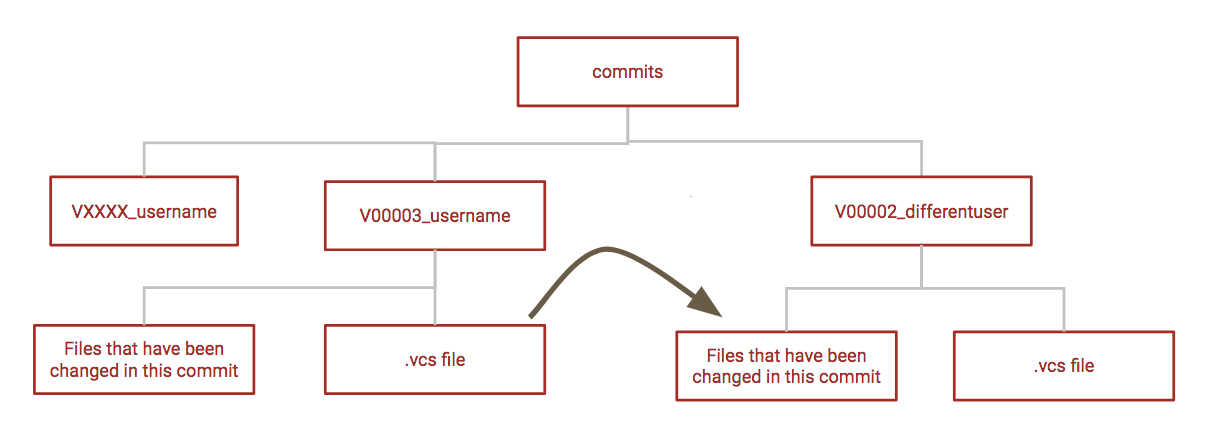 commits
VXXXX_username
V00003_username
V00002_differentuser
Files that have been
changed in this commit
.vcs file
Files that have been
changed in this commit
.vcs file